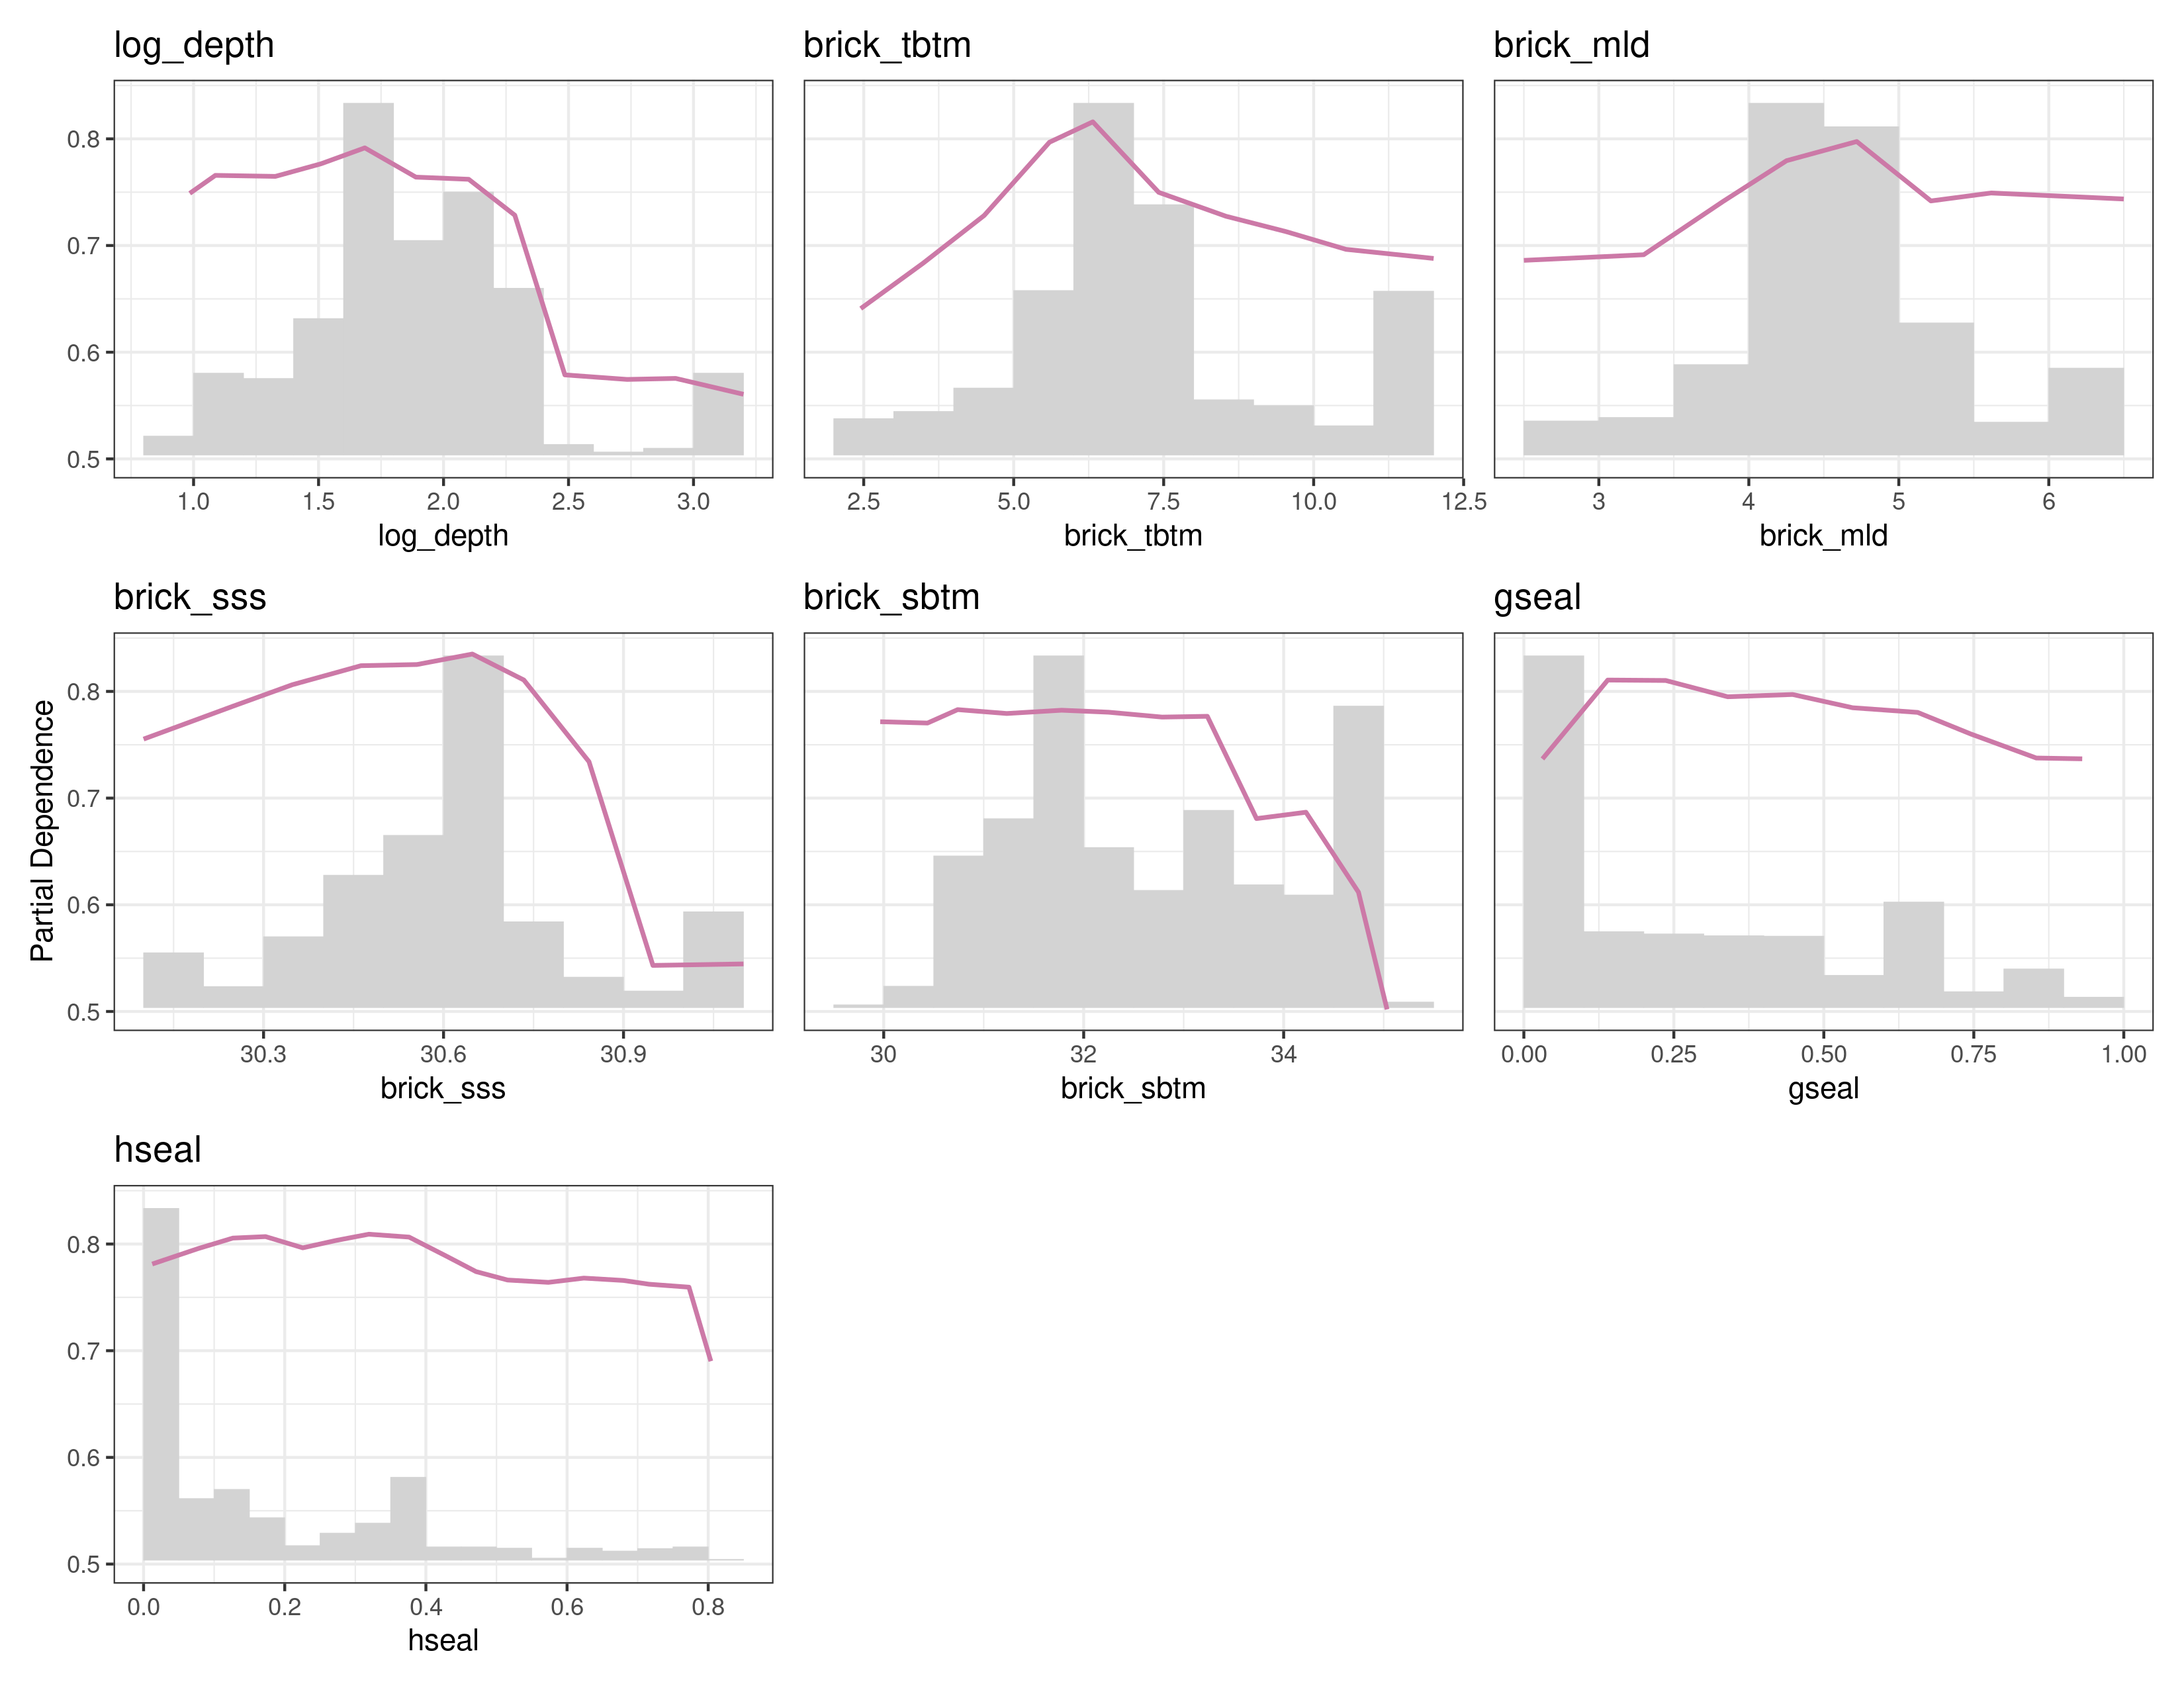 log_depth
brick_tbtm
brick_mld
0.8
0.7
0.6
0.5
1.0 1.5 2.0 2.5 3.0
2.5 5.0 7.5 10.0 12.5
3 4 5 6
log_depth
brick_tbtm
brick_mld
brick_sss
brick_sbtm
gseal
Partial Dependence
0.8
0.7
0.6
0.5
30.3 30.6 30.9
30 32 34
0.00 0.25 0.50 0.75 1.00
brick_sss
brick_sbtm
gseal
hseal
0.8
0.7
0.6
0.5
0.0 0.2 0.4 0.6 0.8
hseal